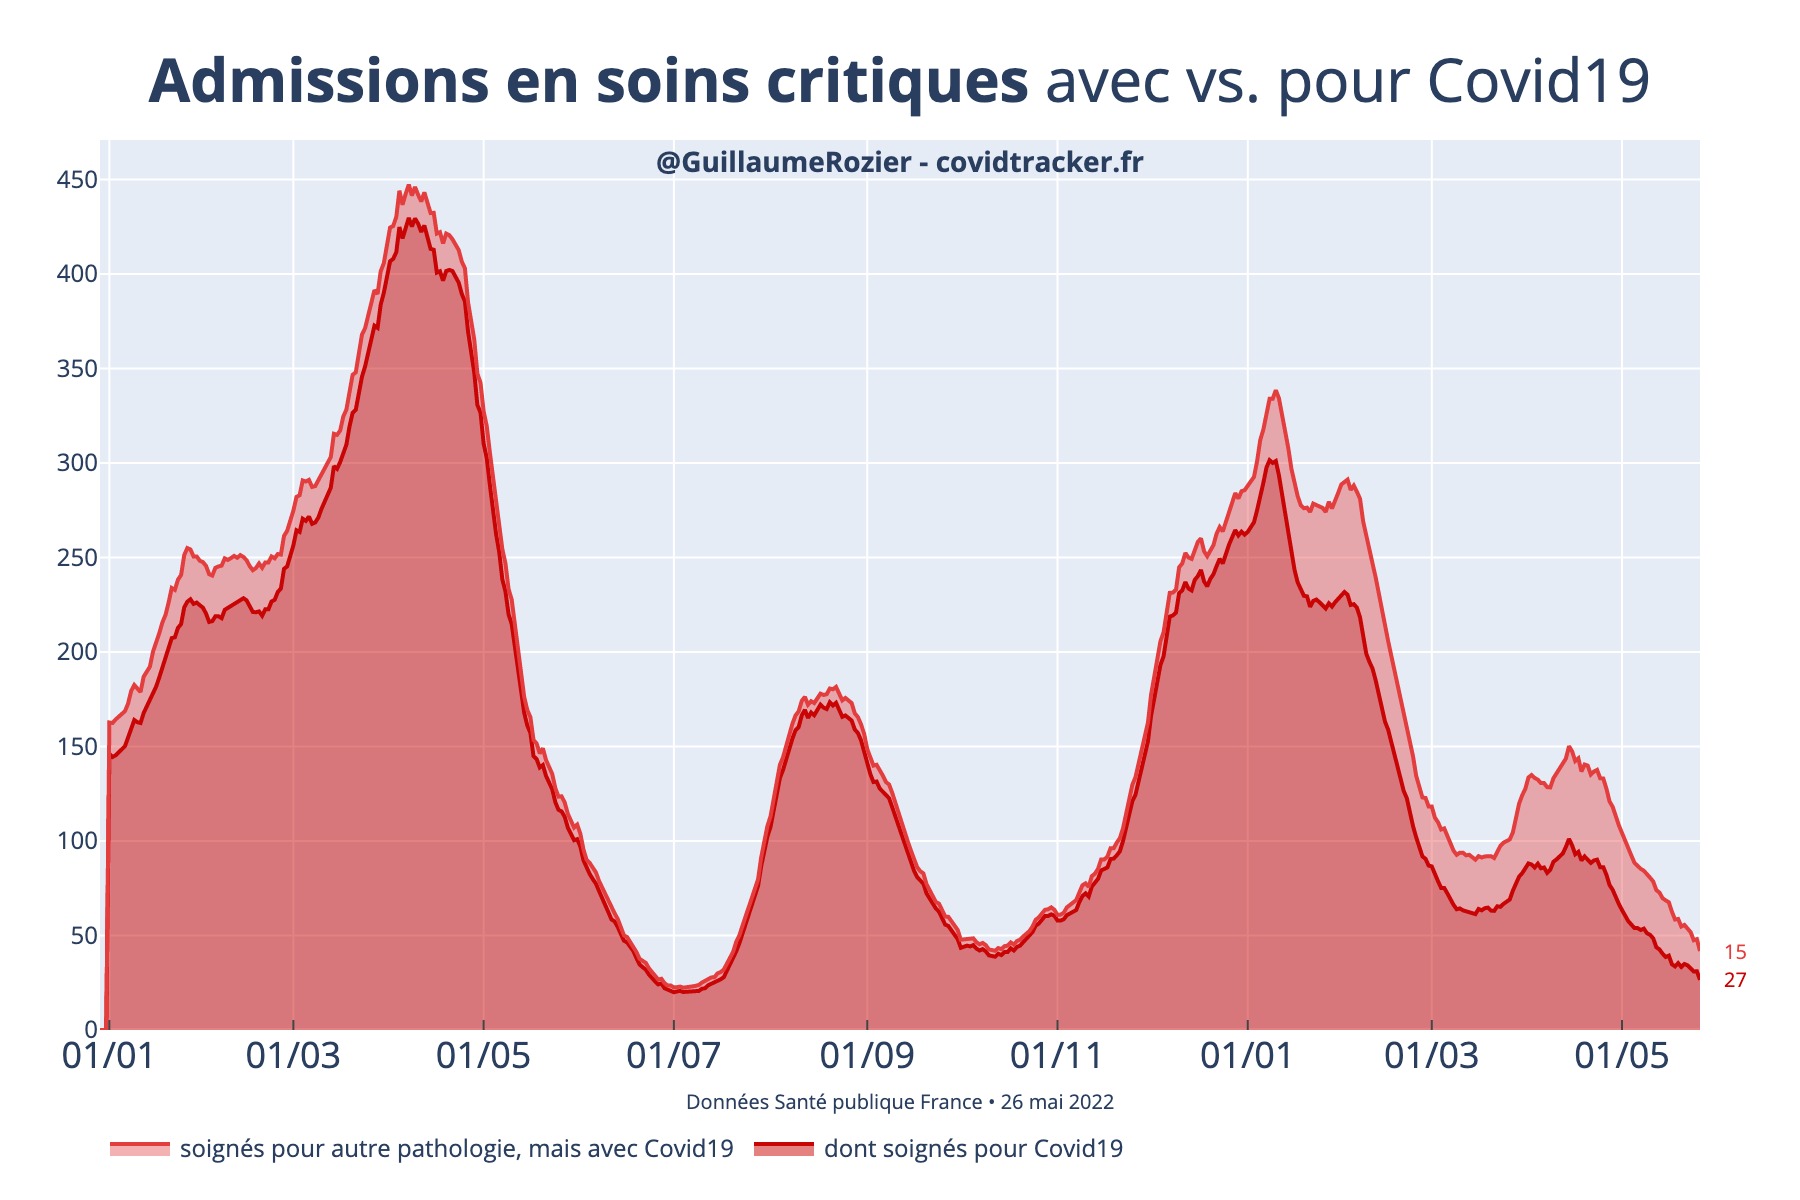 Admissions en soins critiques avec vs. pour Covid19
@GuillaumeRozier - covidtracker.fr
450
400
350
300
250
200
150
100
50
0
15
27
01/01 01/03 01/05 01/07 01/09 01/11 01/01 01/03 01/05
Données Santé publique France • 26 mai 2022
soignés pour autre pathologie, mais avec Covid19 dont soignés pour Covid19